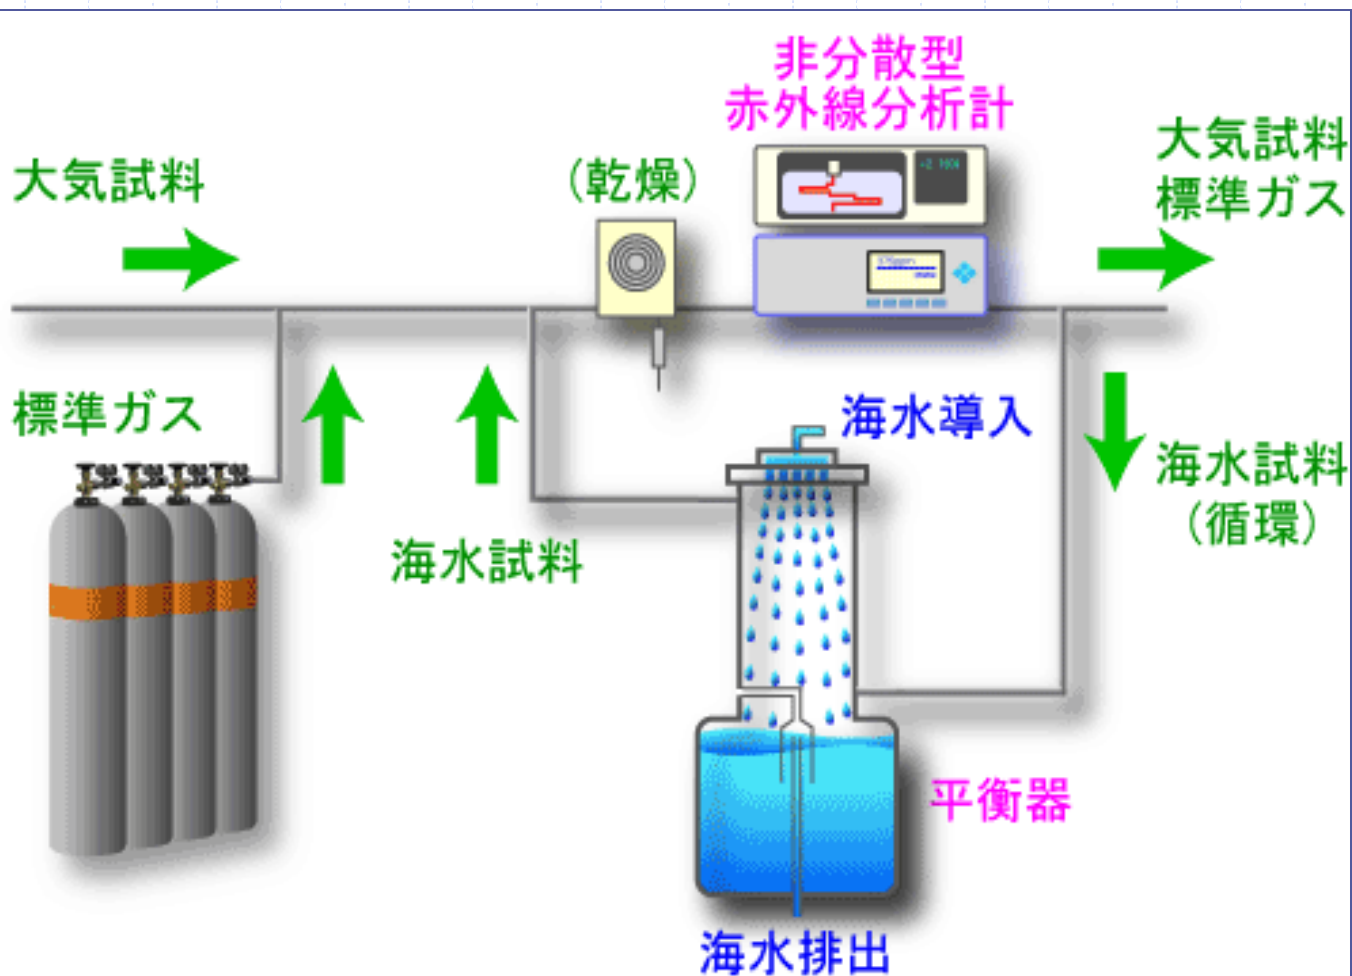 非分散型
赤外線分析計
大気試料
(乾燥)
大気試料
標準ガス
標準ガス
海水導入
海水試料
(循環)
海水試料
平衡器
海水排出